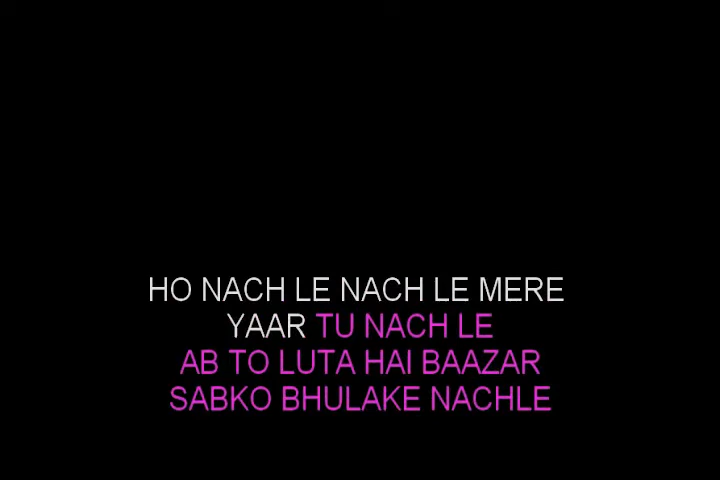 HO NACH LE NACH LE MERE
YAAR TU NACH LE
AB TO LUTA HAI BAAZAR
SABKO BHULAKE NACHLE